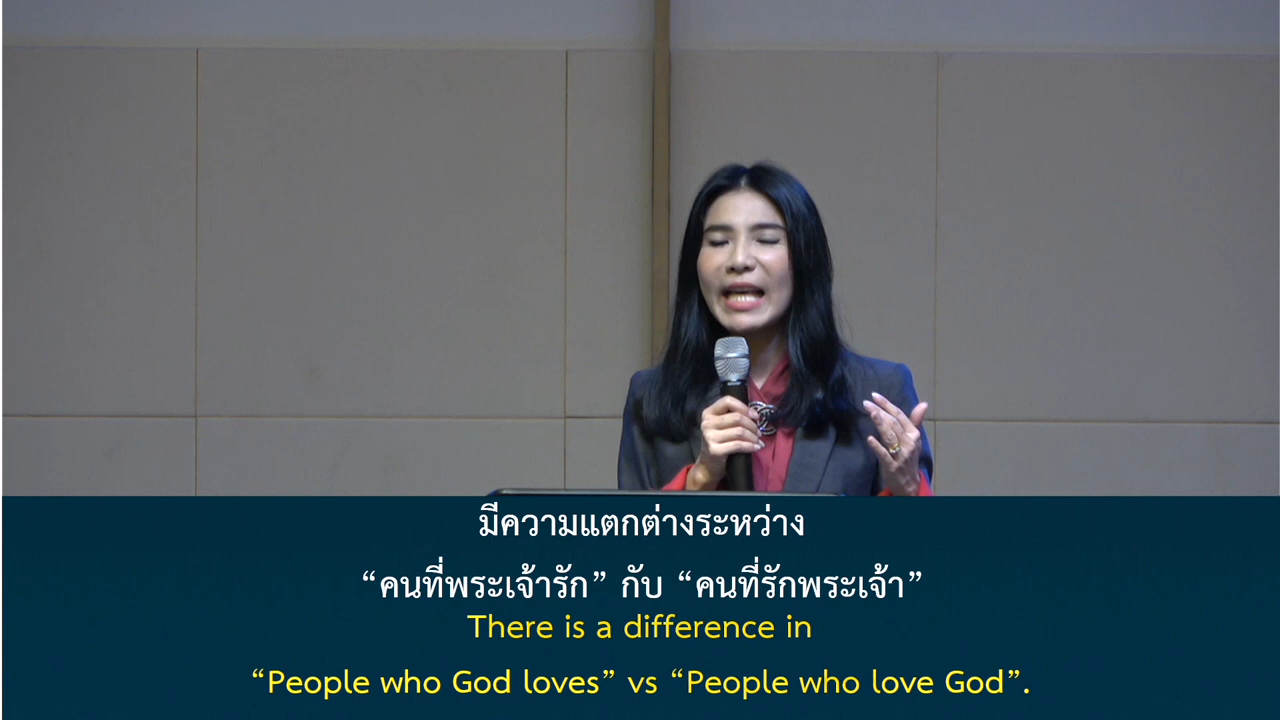 มีความแตกต่างระหว่าง
“คนที่พระเจ้ารัก” กับ “คนที่รักพระเจ้า”
There is a difference in
“People who God loves” vs “People who love God”.